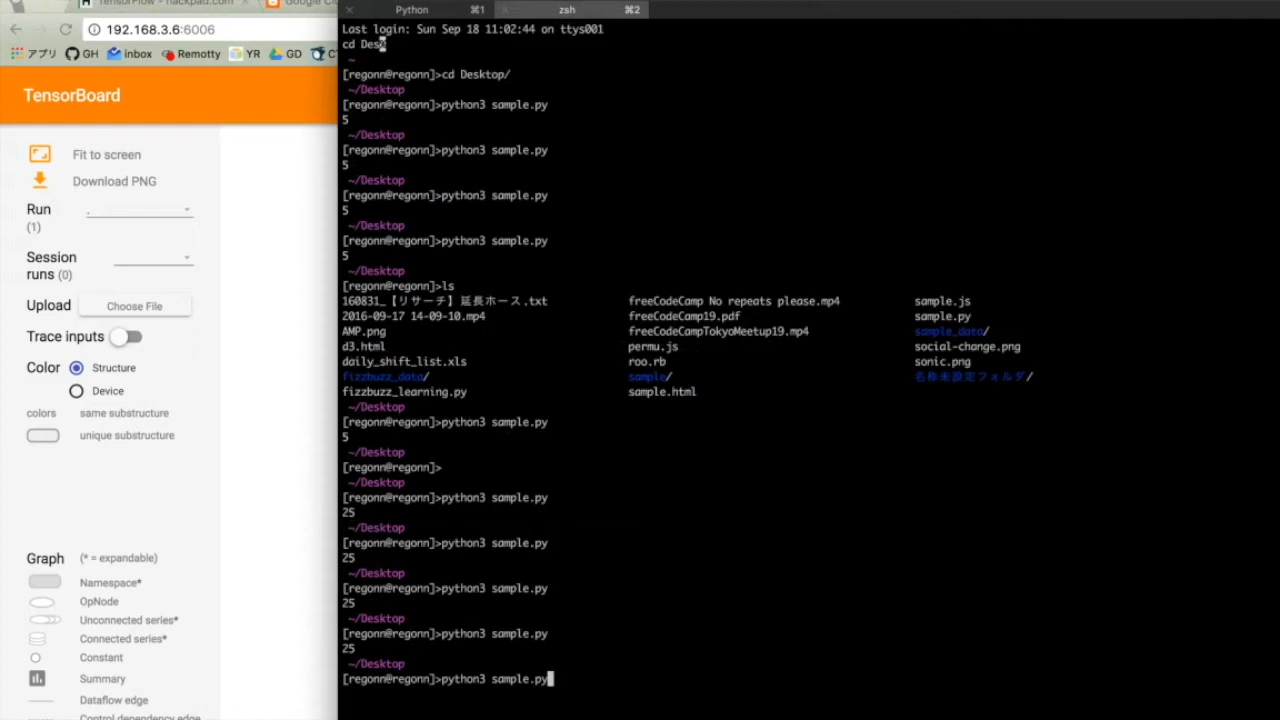 TensorFlow - hackpad.com
Google Cl
192.168.3.6:6006
アプリ GH inbox Remotty YR GD
TensorBoard
Fit to screen
Download PNG
Run
(1)
Session
runs (0)
Upload Choose File
Trace inputs
Color Structure
Device
colors same substructure
unique substructure
Graph (* = expandable)
Namespace*
OpNode
Unconnected series*
Connected series*
Constant
Summary
Dataflow edge
Control dependency edge
Python ⌘1 zsh ⌘2
Last login: Sun Sep 18 11:02:44 on ttys001
cd Des
~
[regonn@regonn]>cd Desktop/
~/Desktop
[regonn@regonn]>python3 sample.py
5
~/Desktop
[regonn@regonn]>python3 sample.py
5
~/Desktop
[regonn@regonn]>python3 sample.py
5
~/Desktop
[regonn@regonn]>python3 sample.py
5
~/Desktop
[regonn@regonn]>ls
160831_【リサーチ】延長ホース.txt freeCodeCamp No repeats please.mp4 sample.js
2016-09-17 14-09-10.mp4 freeCodeCamp19.pdf sample.py
AMP.png freeCodeCampTokyoMeetup19.mp4 sample_data/
d3.html permu.js social-change.png
daily_shift_list.xls roo.rb sonic.png
fizzbuzz_data/ sample/ 名称未設定フォルダ/
fizzbuzz_learning.py sample.html
~/Desktop
[regonn@regonn]>python3 sample.py
5
~/Desktop
[regonn@regonn]>
~/Desktop
[regonn@regonn]>python3 sample.py
25
~/Desktop
[regonn@regonn]>python3 sample.py
25
~/Desktop
[regonn@regonn]>python3 sample.py
25
~/Desktop
[regonn@regonn]>python3 sample.py
25
~/Desktop
[regonn@regonn]>python3 sample.py